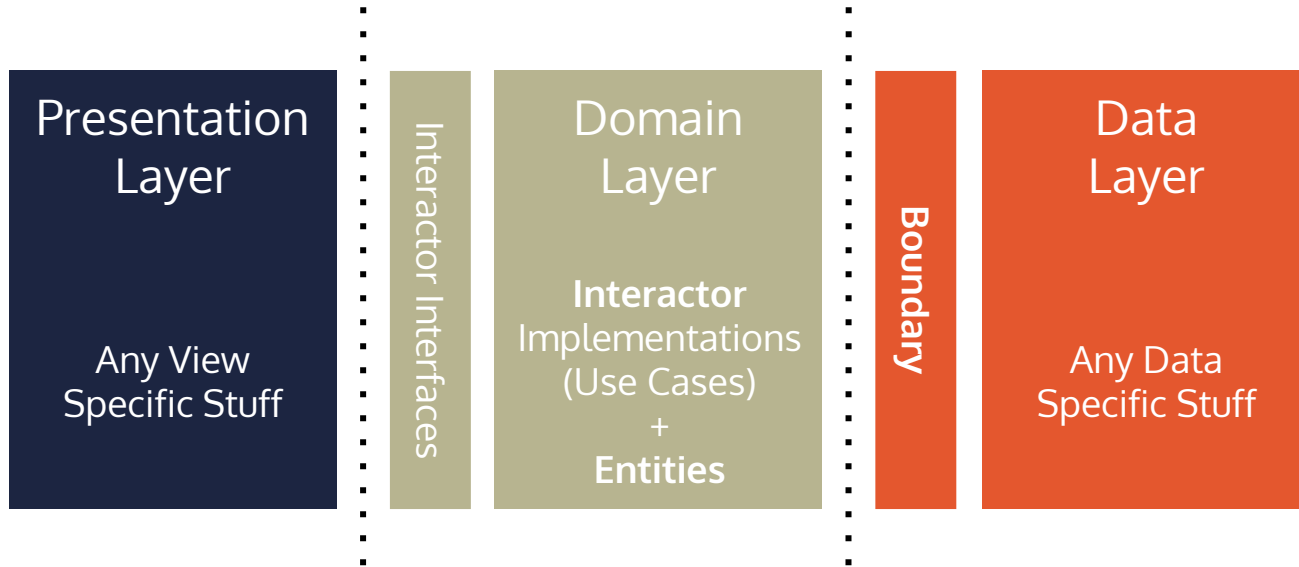 Presentation
Layer
Any View
Specific Stuff
Interactor Interfaces
Domain
Layer
Interactor
Implementations
(Use Cases)
+
Entities
Boundary
Data
Layer
Any Data
Specific Stuff